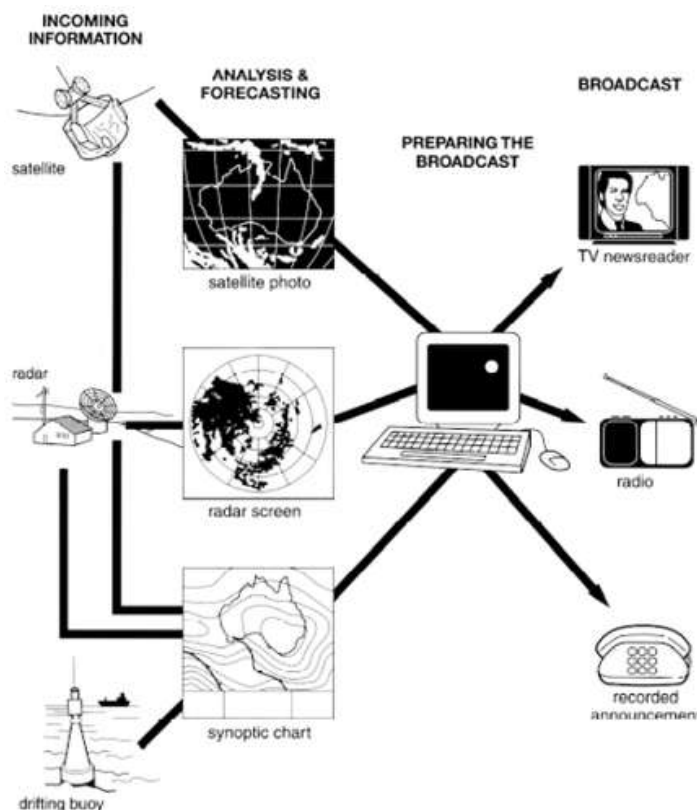 INCOMING
INFORMATION
ANALYSIS &
FORECASTING
PREPARING THE
BROADCAST
BROADCAST
satellite
satellite photo
TV newsreader
radar
radar screen
radio
synoptic chart
recorded
announcement
drifting buoy